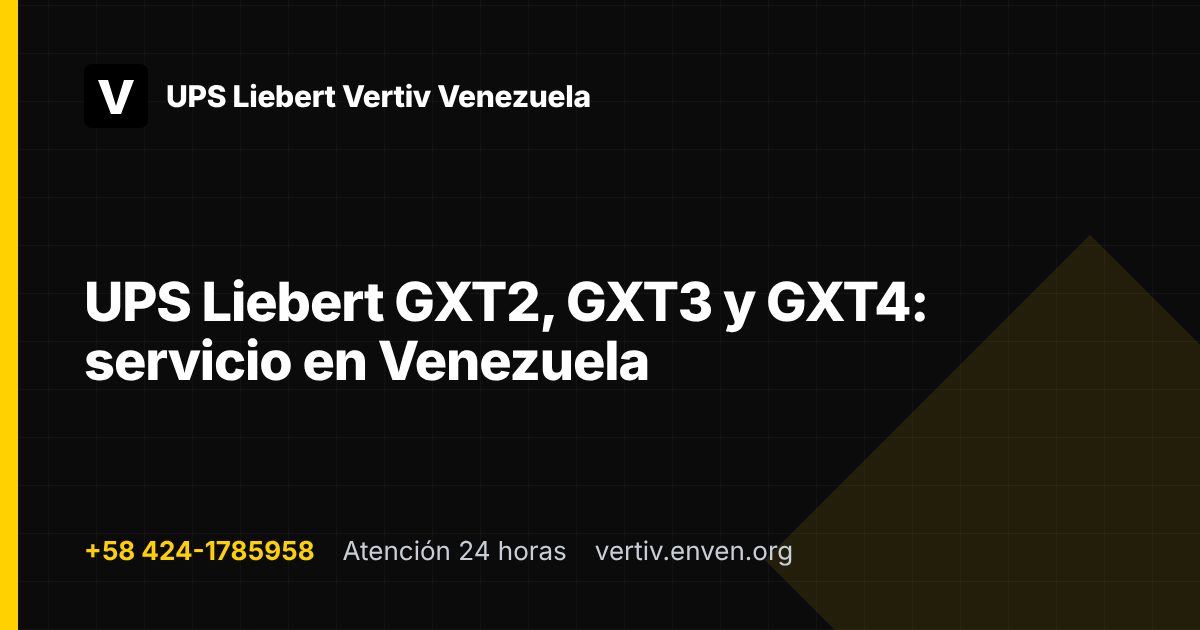 V
UPS Liebert Vertiv Venezuela
UPS Liebert GXT2, GXT3 y GXT4:
servicio en Venezuela
+58 424-1785958 Atención 24 horas vertiv.enven.org